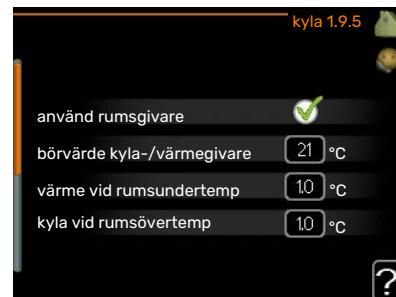 kyla 1.9.5
använd rumsgivare
börvärde kyla-/värmegivare 21 °C
värme vid rumsundertemp 1.0 °C
kyla vid rumsövertemp 1.0 °C
?